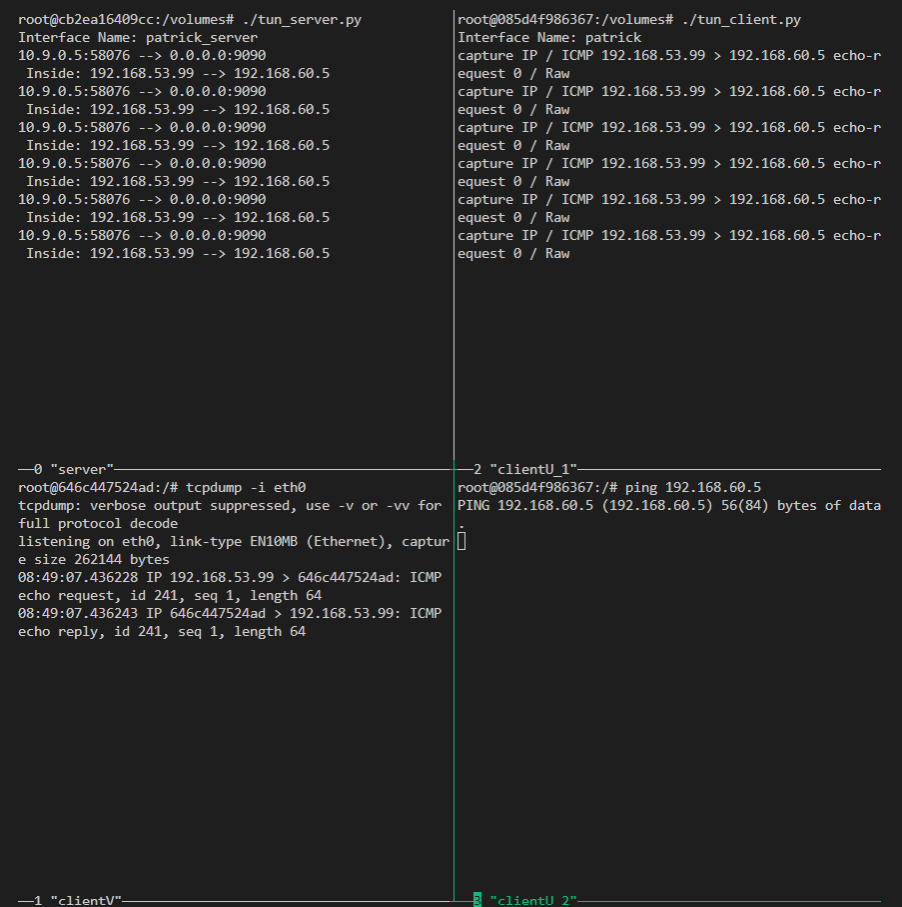 root@cb2ea16409cc:/volumes# ./tun_server.py
Interface Name: patrick_server
10.9.0.5:58076 --> 0.0.0.0:9090
 Inside: 192.168.53.99 --> 192.168.60.5
10.9.0.5:58076 --> 0.0.0.0:9090
 Inside: 192.168.53.99 --> 192.168.60.5
10.9.0.5:58076 --> 0.0.0.0:9090
 Inside: 192.168.53.99 --> 192.168.60.5
10.9.0.5:58076 --> 0.0.0.0:9090
 Inside: 192.168.53.99 --> 192.168.60.5
10.9.0.5:58076 --> 0.0.0.0:9090
 Inside: 192.168.53.99 --> 192.168.60.5
10.9.0.5:58076 --> 0.0.0.0:9090
 Inside: 192.168.53.99 --> 192.168.60.5
0 "server"
root@085d4f986367:/volumes# ./tun_client.py
Interface Name: patrick
capture IP / ICMP 192.168.53.99 > 192.168.60.5 echo-r
equest 0 / Raw
capture IP / ICMP 192.168.53.99 > 192.168.60.5 echo-r
equest 0 / Raw
capture IP / ICMP 192.168.53.99 > 192.168.60.5 echo-r
equest 0 / Raw
capture IP / ICMP 192.168.53.99 > 192.168.60.5 echo-r
equest 0 / Raw
capture IP / ICMP 192.168.53.99 > 192.168.60.5 echo-r
equest 0 / Raw
capture IP / ICMP 192.168.53.99 > 192.168.60.5 echo-r
equest 0 / Raw
2 "clientU_1"
root@646c447524ad:/# tcpdump -i eth0
tcpdump: verbose output suppressed, use -v or -vv for
full protocol decode
listening on eth0, link-type EN10MB (Ethernet), captur
e size 262144 bytes
08:49:07.436228 IP 192.168.53.99 > 646c447524ad: ICMP
echo request, id 241, seq 1, length 64
08:49:07.436243 IP 646c447524ad > 192.168.53.99: ICMP
echo reply, id 241, seq 1, length 64
1 "clientV"
root@085d4f986367:/# ping 192.168.60.5
PING 192.168.60.5 (192.168.60.5) 56(84) bytes of data
.
3 "clientU_2"